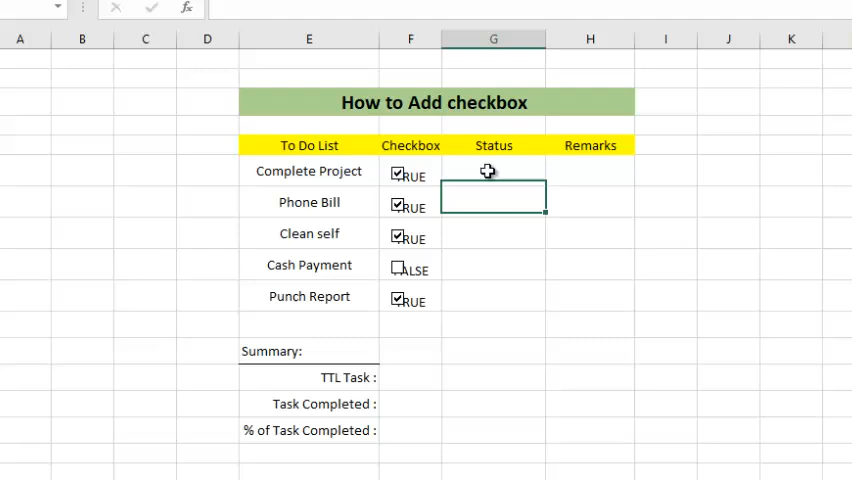 fx
A B C D E F G H I J K
How to Add checkbox
To Do List Checkbox Status Remarks
Complete Project RUE
Phone Bill RUE
Clean self RUE
Cash Payment ALSE
Punch Report RUE
Summary:
TTL Task :
Task Completed :
% of Task Completed :